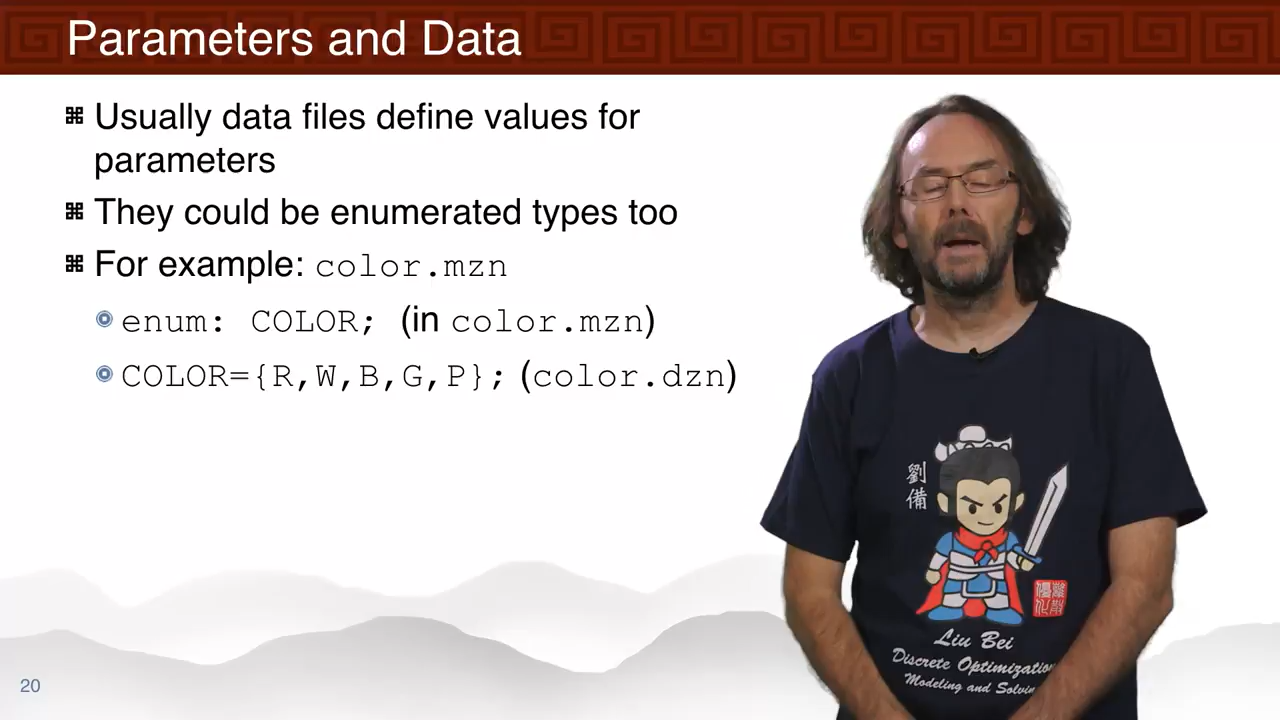 Parameters and Data
⌘ Usually data files define values for
parameters
⌘ They could be enumerated types too
⌘ For example: color.mzn
enum: COLOR; (in color.mzn)
COLOR={R,W,B,G,P}; (color.dzn)
劉備
Liu Bei
Discrete Optimization
Modeling and Solvin
20